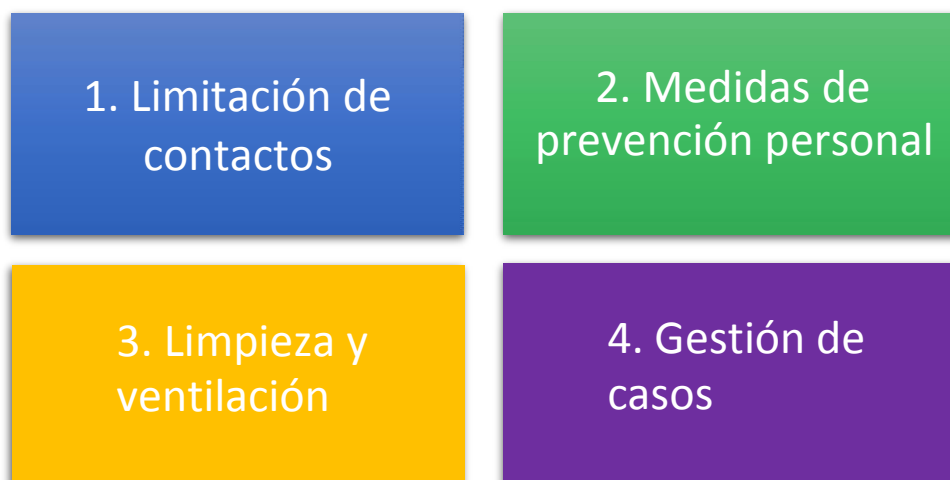 1. Limitación de
contactos
2. Medidas de
prevención personal
3. Limpieza y
ventilación
4. Gestión de
casos